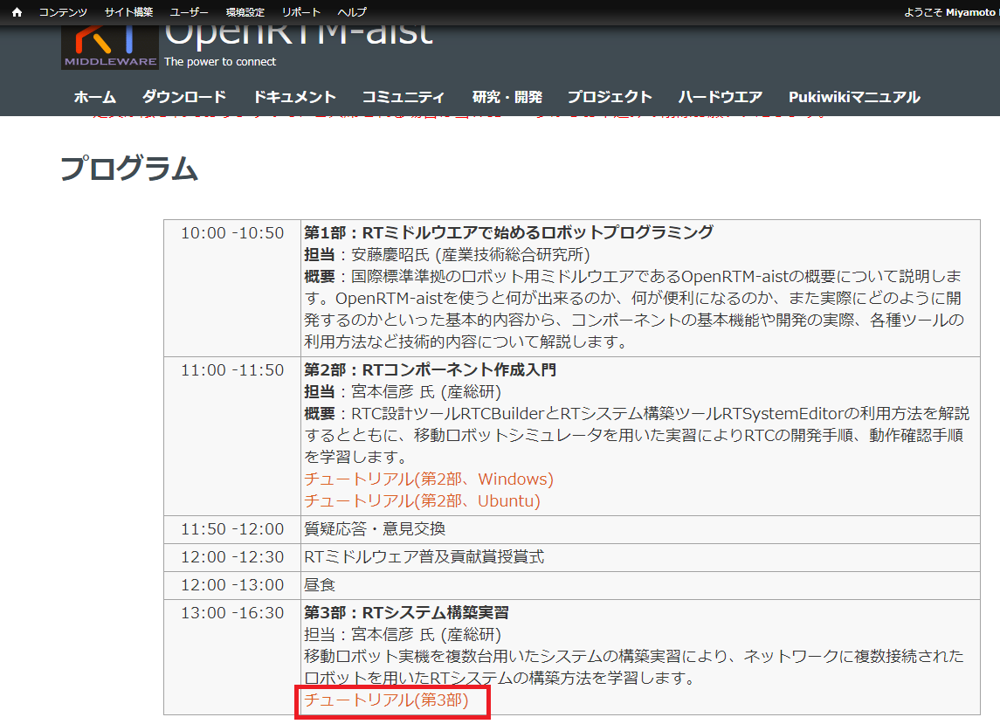 コンテンツ サイト構築 ユーザー 環境設定 リポート ヘルプ ようこそ Miyamoto
OpenRTM-aist
RT
MIDDLEWARE The power to connect
ホーム ダウンロード ドキュメント コミュニティ 研究・開発 プロジェクト ハードウエア Pukiwikiマニュアル
プログラム
10:00 -10:50 第1部：RTミドルウエアで始めるロボットプログラミング
担当：安藤慶昭氏 (産業技術総合研究所)
概要：国際標準準拠のロボット用ミドルウエアであるOpenRTM-aistの概要について説明しま
す。OpenRTM-aistを使うと何が出来るのか、何が便利になるのか、また実際にどのように開
発するのかといった基本的内容から、コンポーネントの基本機能や開発の実際、各種ツールの
利用方法など技術的内容について解説します。
11:00 -11:50 第2部：RTコンポーネント作成入門
担当：宮本信彦 氏 (産総研)
概要：RTC設計ツールRTCBuilderとRTシステム構築ツールRTSystemEditorの利用方法を解説
するとともに、移動ロボットシミュレータを用いた実習によりRTCの開発手順、動作確認手順
を学習します。
チュートリアル(第2部、Windows)
チュートリアル(第2部、Ubuntu)
11:50 -12:00 質疑応答・意見交換
12:00 -12:30 RTミドルウェア普及貢献賞授賞式
12:00 -13:00 昼食
13:00 -16:30 第3部：RTシステム構築実習
担当：宮本信彦 氏 (産総研)
移動ロボット実機を複数台用いたシステムの構築実習により、ネットワークに複数接続された
ロボットを用いたRTシステムの構築方法を学習します。
チュートリアル(第3部)